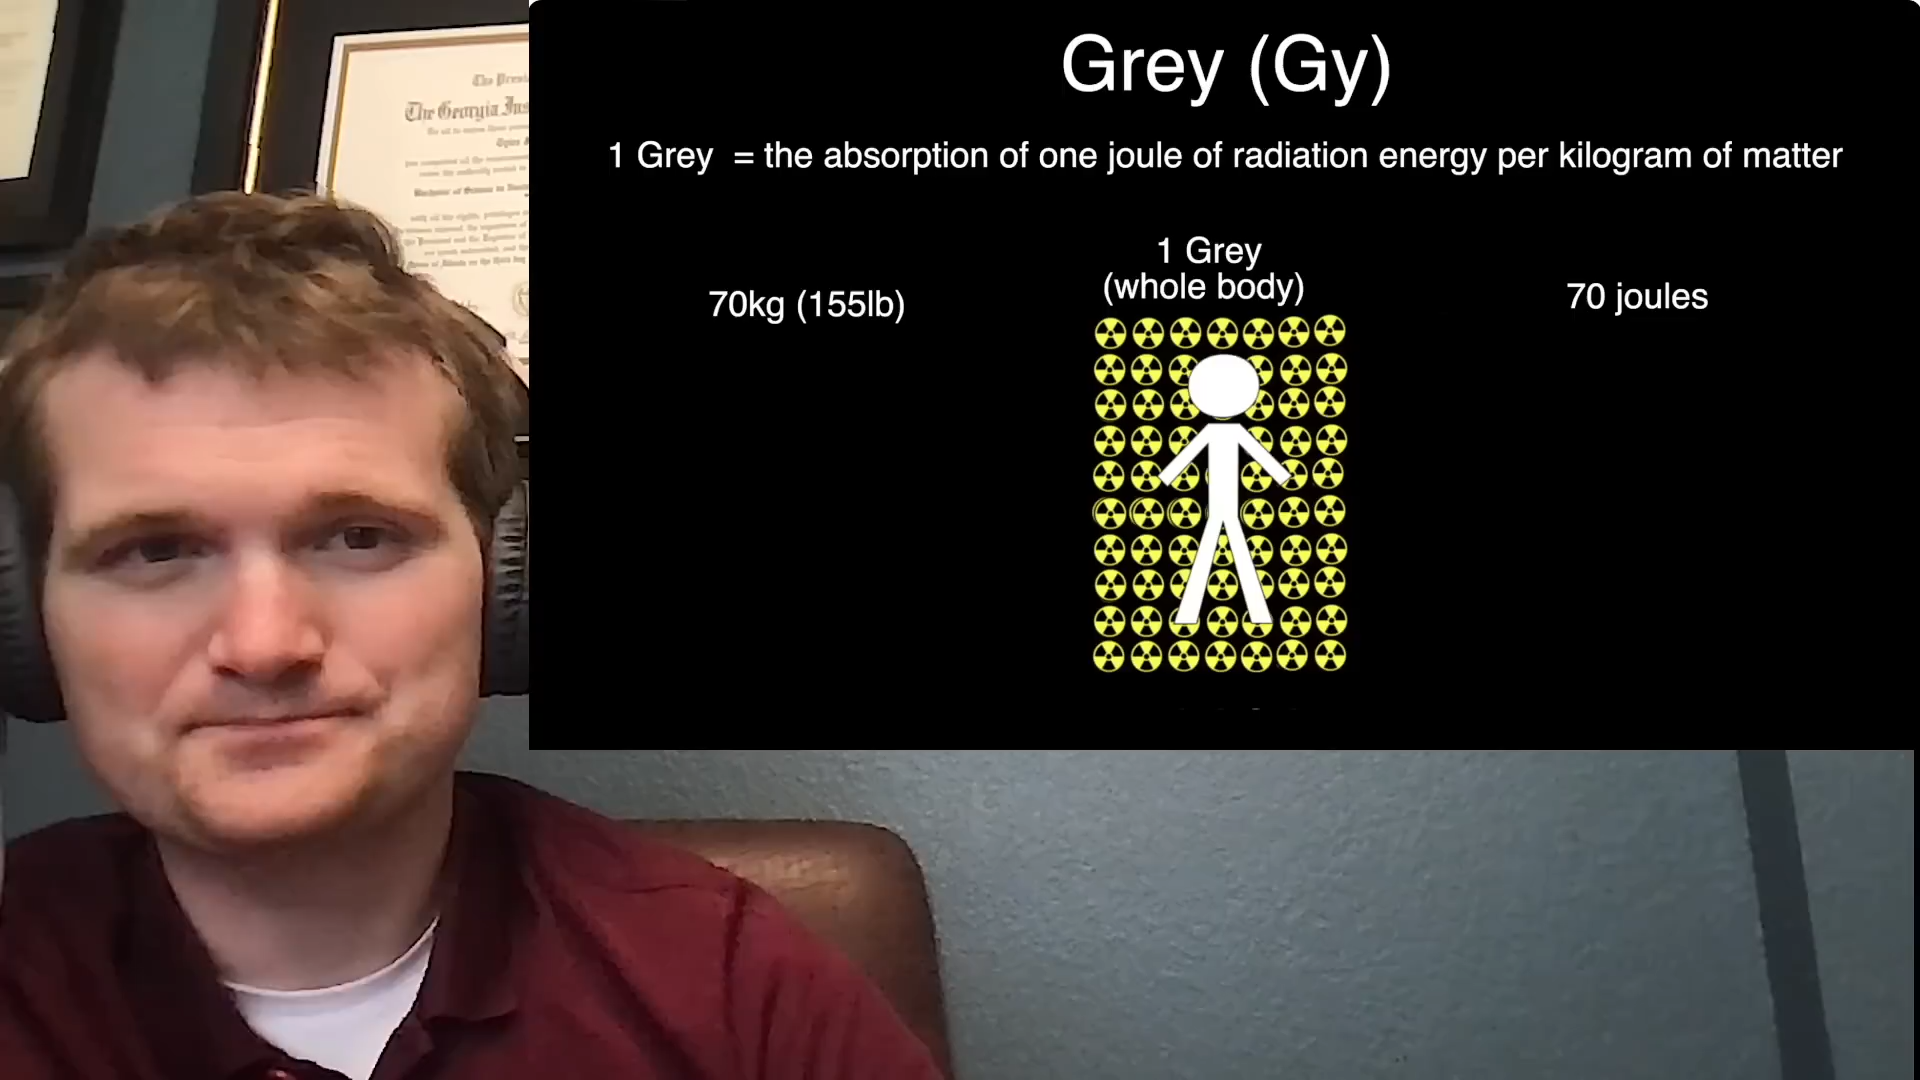 Grey (Gy)
1 Grey = the absorption of one joule of radiation energy per kilogram of matter
1 Grey
(whole body)
70kg (155lb)
70 joules
The Georgia Ins